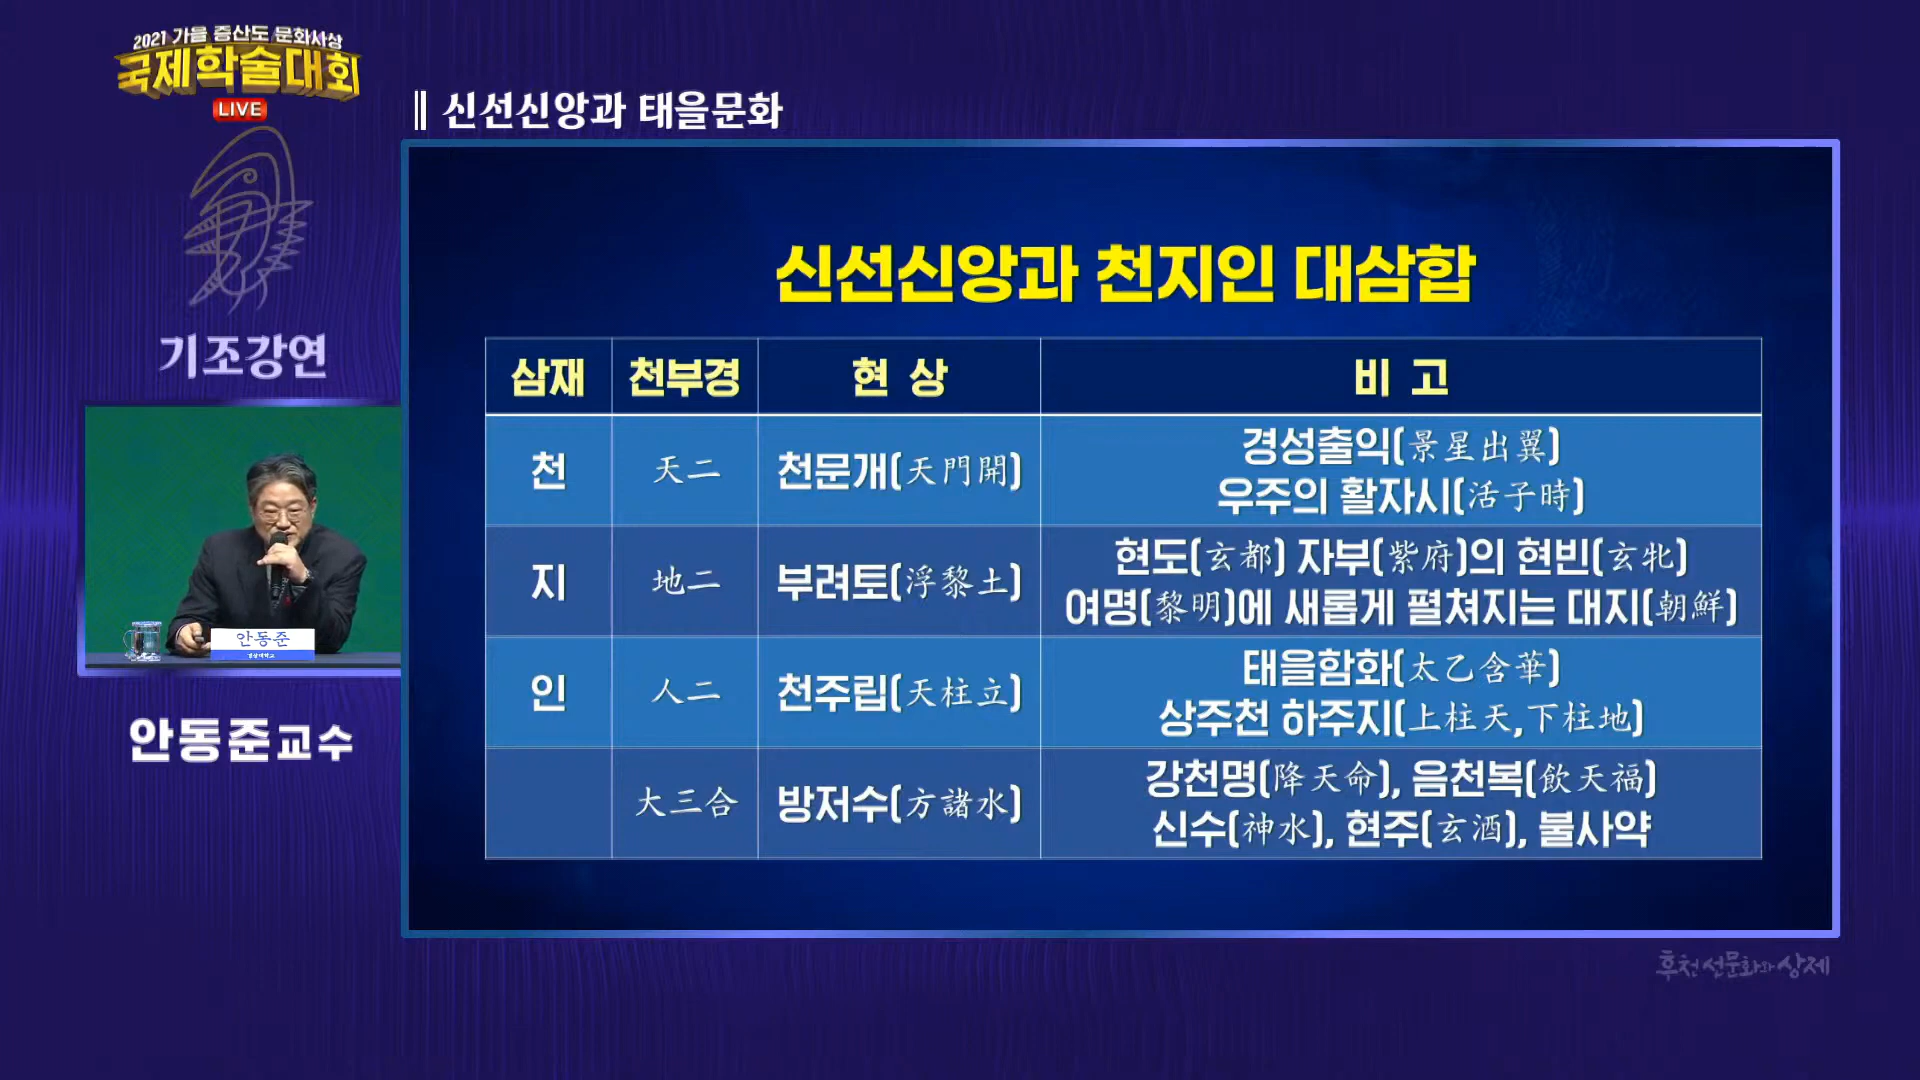 2021 가을 증산도 문화사상
국제학술대회
LIVE
신선신앙과 태을문화
기조강연
안동준
경상대학교
안동준교수
신선신앙과 천지인 대삼합
삼재 천부경 현 상 비 고
천 天二 천문개(天門開) 경성출익(景星出翼)
우주의 활자시(活子時)
지 地二 부려토(浮黎土) 현도(玄都) 자부(紫府)의 현빈(玄牝)
여명(黎明)에 새롭게 펼쳐지는 대지(朝鮮)
인 人二 천주립(天柱立) 태을함화(太乙含華)
상주천 하주지(上柱天,下柱地)
大三合 방저수(方諸水) 강천명(降天命), 음천복(飮天福)
신수(神水), 현주(玄酒), 불사약
후천 선문화와 상제